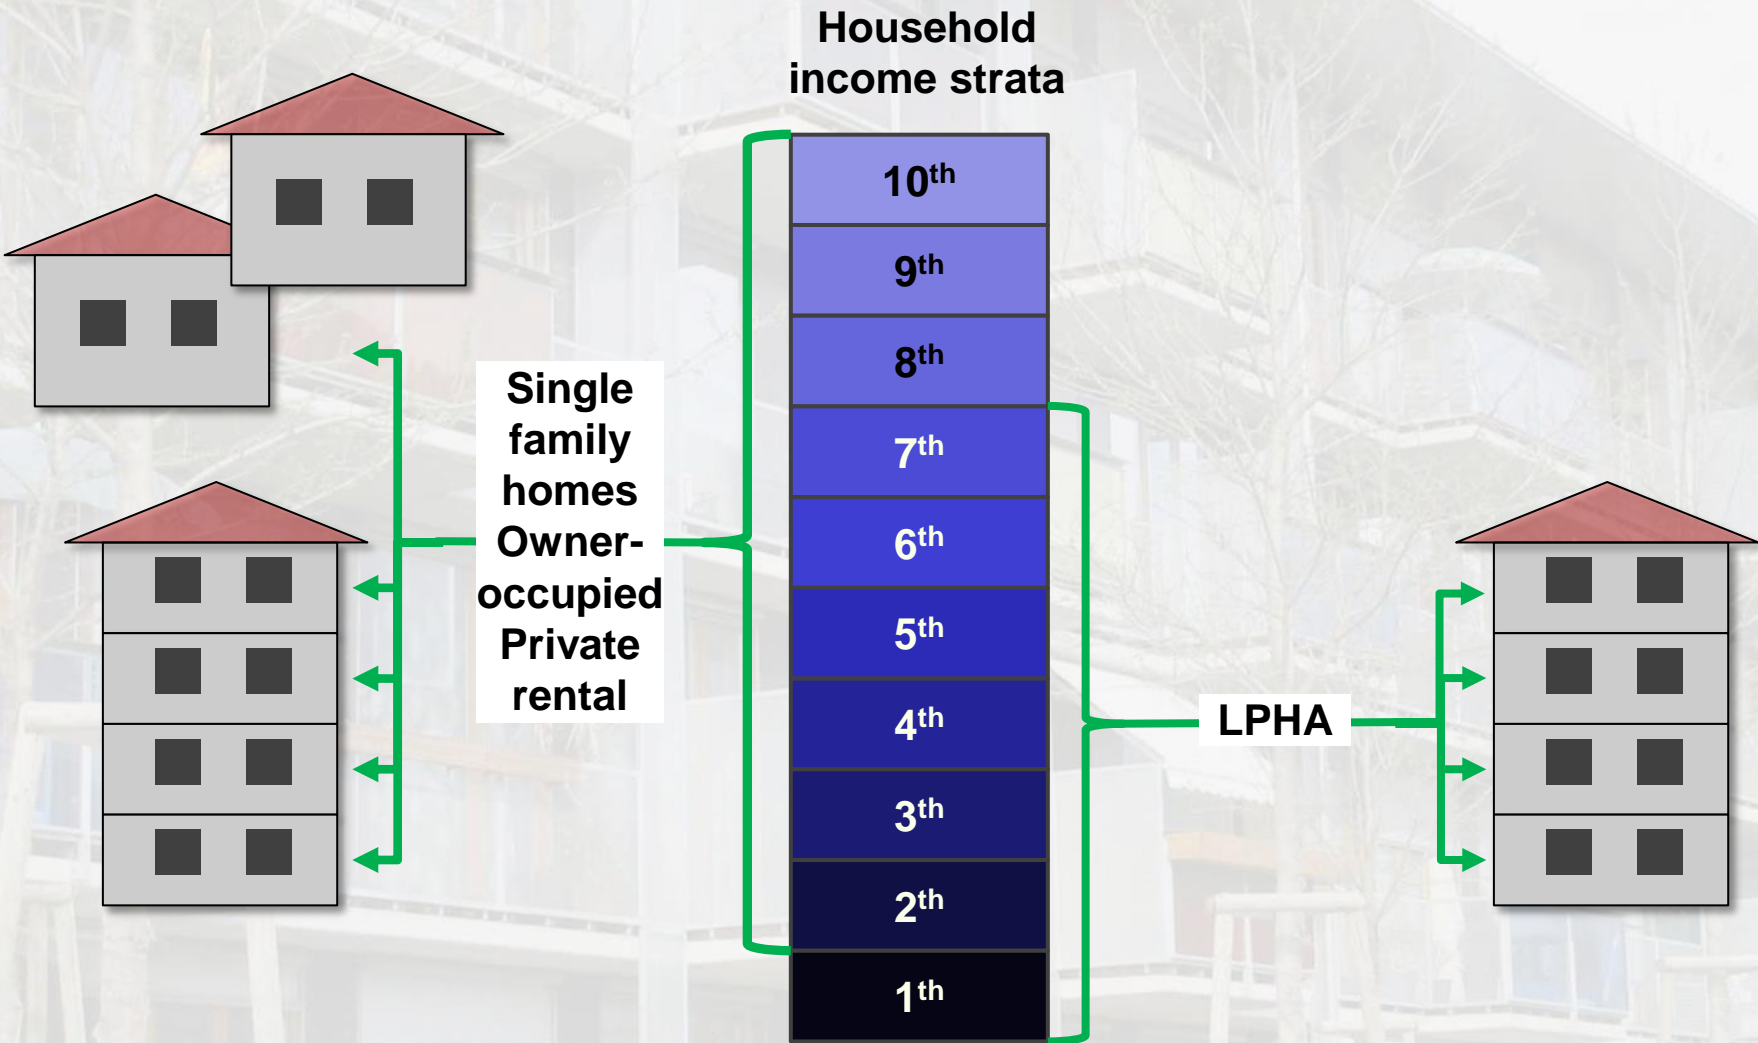 Household
income strata
10th
9th
8th
7th
6th
5th
4th
3th
2th
1th
Single
family
homes
Owner-
occupied
Private
rental
LPHA